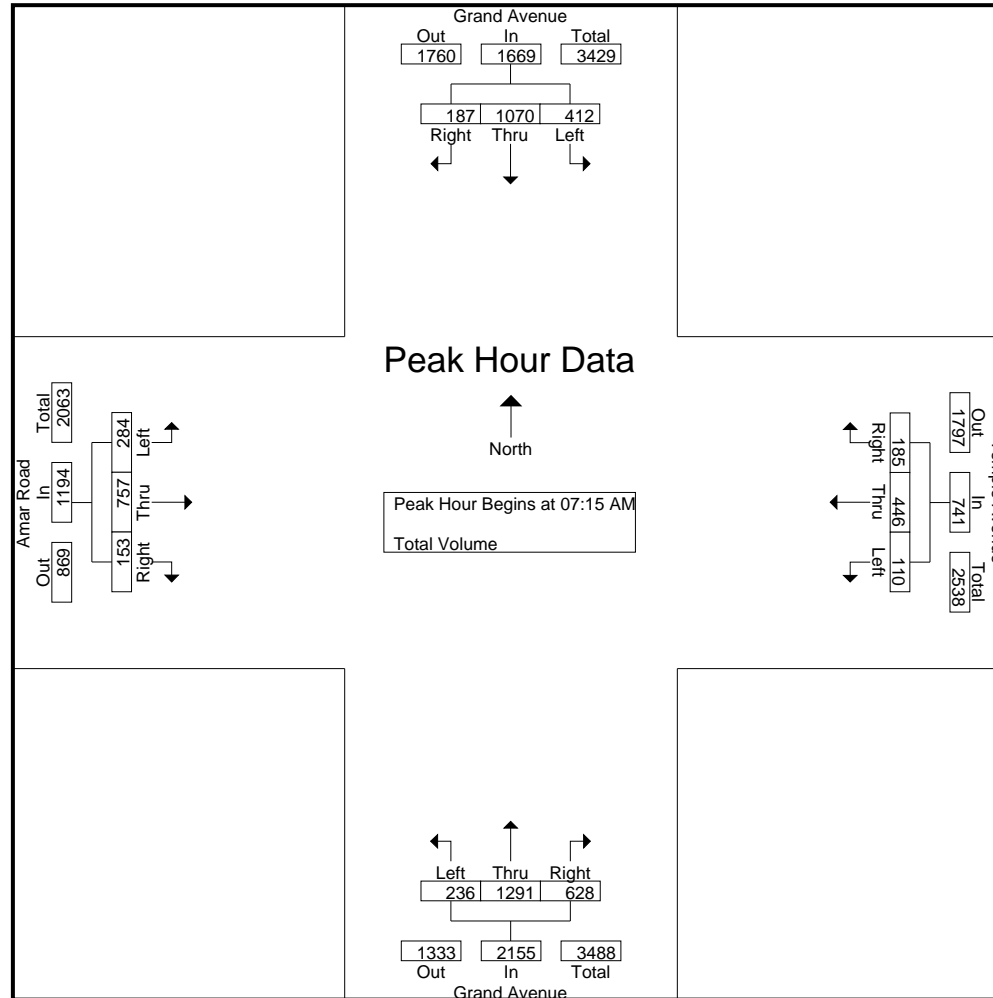 Grand Avenue
Out In Total
1760 1669 3429
187 1070 412
Right Thru Left
Peak Hour Data
North
Peak Hour Begins at 07:15 AM
Total Volume
Amar Road
Out In Total
869 1194 2063
153 757 284
Right Thru Left
Out In Total
1797 741 2538
185 446 110
Right Thru Left
Left Thru Right
236 1291 628
1333 2155 3488
Out In Total
Grand Avenue